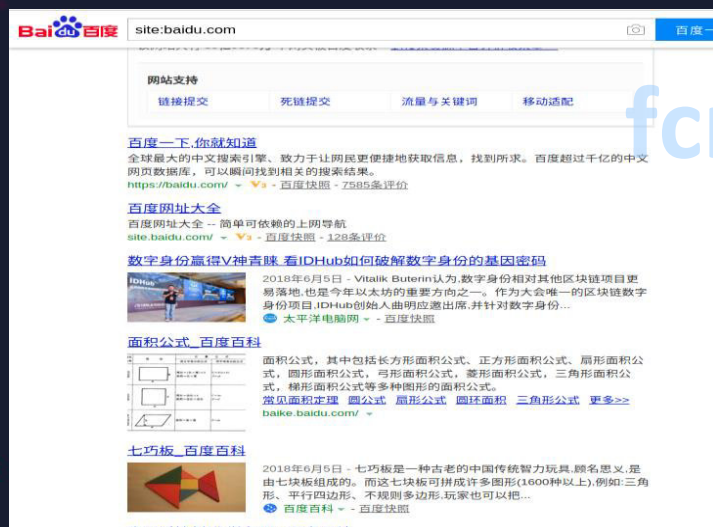 Bai du 百度
site:baidu.com
百度一
网站支持
链接提交 死链提交 流量与关键词 移动适配
百度一下,你就知道
全球最大的中文搜索引擎、致力于让网民更便捷地获取信息，找到所求。百度超过千亿的中文
网页数据库，可以瞬间找到相关的搜索结果。
https://baidu.com/ V3 - 百度快照 - 7585条评价
百度网址大全
百度网址大全 -- 简单可依赖的上网导航
site.baidu.com/ V3 - 百度快照 - 128条评价
数字身份赢得V神青睐 看IDHub如何破解数字身份的基因密码
IDHub
2018年6月5日 - Vitalik Buterin认为,数字身份相对其他区块链项目更
易落地,也是今年以太坊的重要方向之一。作为大会唯一的区块链数字
身份项目,IDHub创始人曲明应邀出席,并针对数字身份...
太平洋电脑网 - 百度快照
面积公式_百度百科
面积公式，其中包括长方形面积公式、正方形面积公式、扇形面积公
式，圆形面积公式，弓形面积公式，菱形面积公式，三角形面积公
式，梯形面积公式等多种图形的面积公式。
常见面积定理 圆公式 扇形公式 圆环面积 三角形公式 更多>>
baike.baidu.com/
七巧板_百度百科
2018年6月5日 - 七巧板是一种古老的中国传统智力玩具,顾名思义,是
由七块板组成的。而这七块板可拼成许多图形(1600种以上),例如:三角
形、平行四边形、不规则多边形,玩家也可以把...
百度百科 - 百度快照